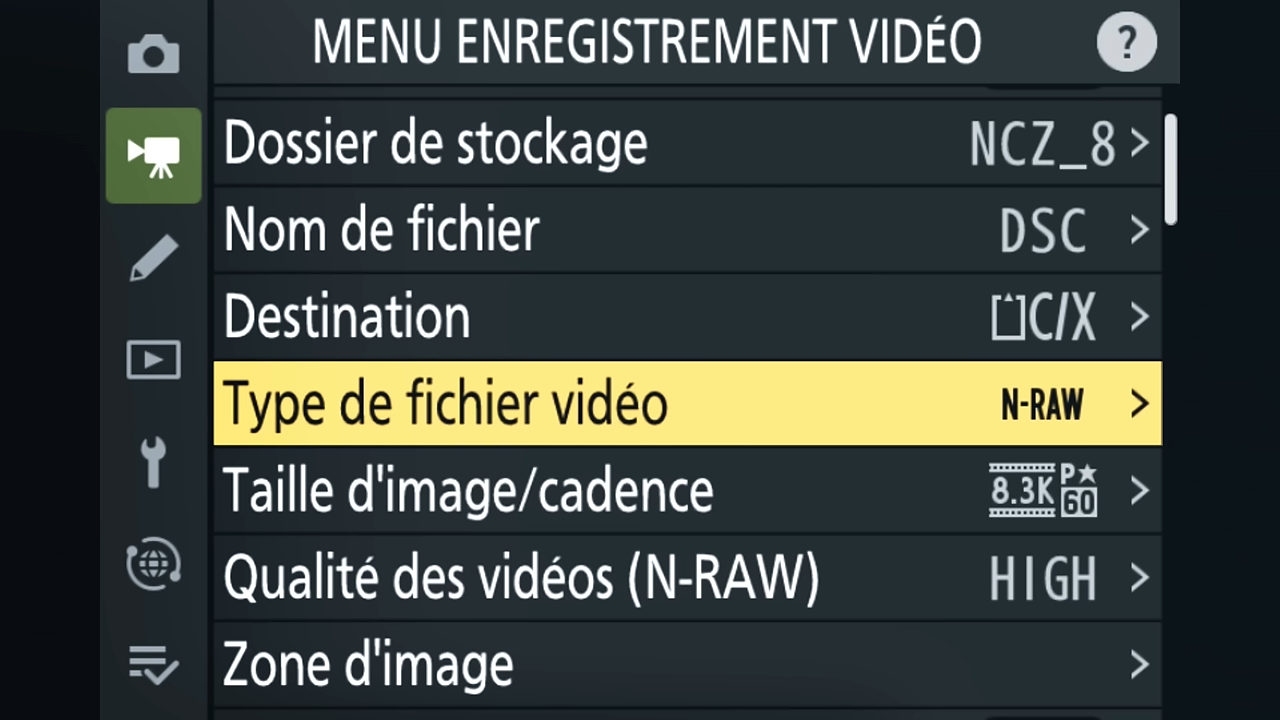 MENU ENREGISTREMENT VIDÉO ?
Dossier de stockage NCZ_8 >
Nom de fichier DSC >
Destination C/X >
Type de fichier vidéo N-RAW >
Taille d'image/cadence 8.3K P★ 60 >
Qualité des vidéos (N-RAW) HIGH >
Zone d'image >